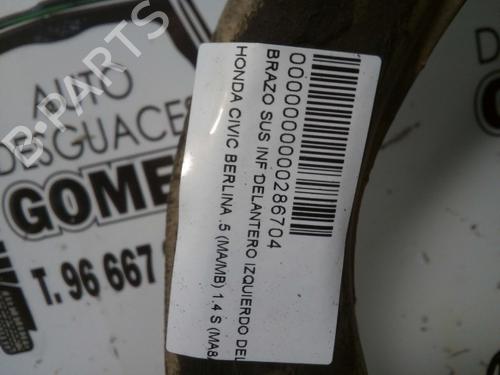 0000000000286704
BRAZO SUS INF DELANTERO IZQUIERDO DEL
HONDA CIVIC BERLINA .5 (MA/MB) 1.4 S (MA8
AUTO
DESGUACES
GOME
T. 96 667
B-PARTS